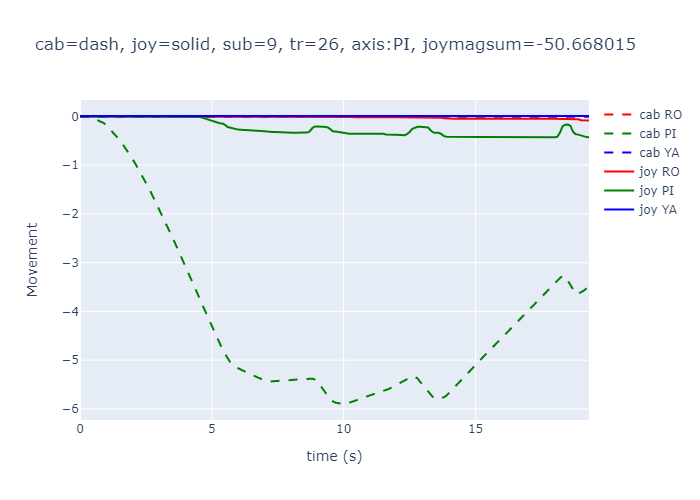 cab=dash, joy=solid, sub=9, tr=26, axis:PI, joymagsum=-50.668015
0
−1
−2
−3
−4
−5
−6
Movement
0
5
10
15
time (s)
cab RO
cab PI
cab YA
joy RO
joy PI
joy YA